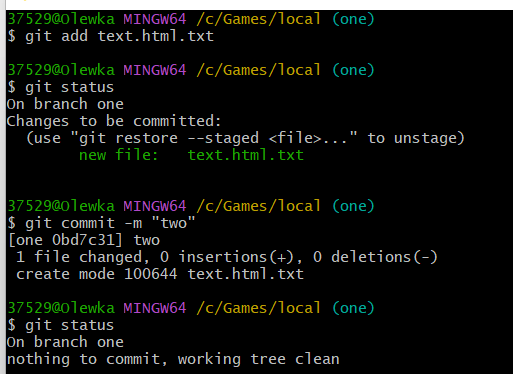 37529@Olewka MINGW64 /c/Games/local (one)
$ git add text.html.txt
37529@Olewka MINGW64 /c/Games/local (one)
$ git status
On branch one
Changes to be committed:
  (use "git restore --staged <file>..." to unstage)
        new file:   text.html.txt
37529@Olewka MINGW64 /c/Games/local (one)
$ git commit -m "two"
[one 0bd7c31] two
 1 file changed, 0 insertions(+), 0 deletions(-)
 create mode 100644 text.html.txt
37529@Olewka MINGW64 /c/Games/local (one)
$ git status
On branch one
nothing to commit, working tree clean